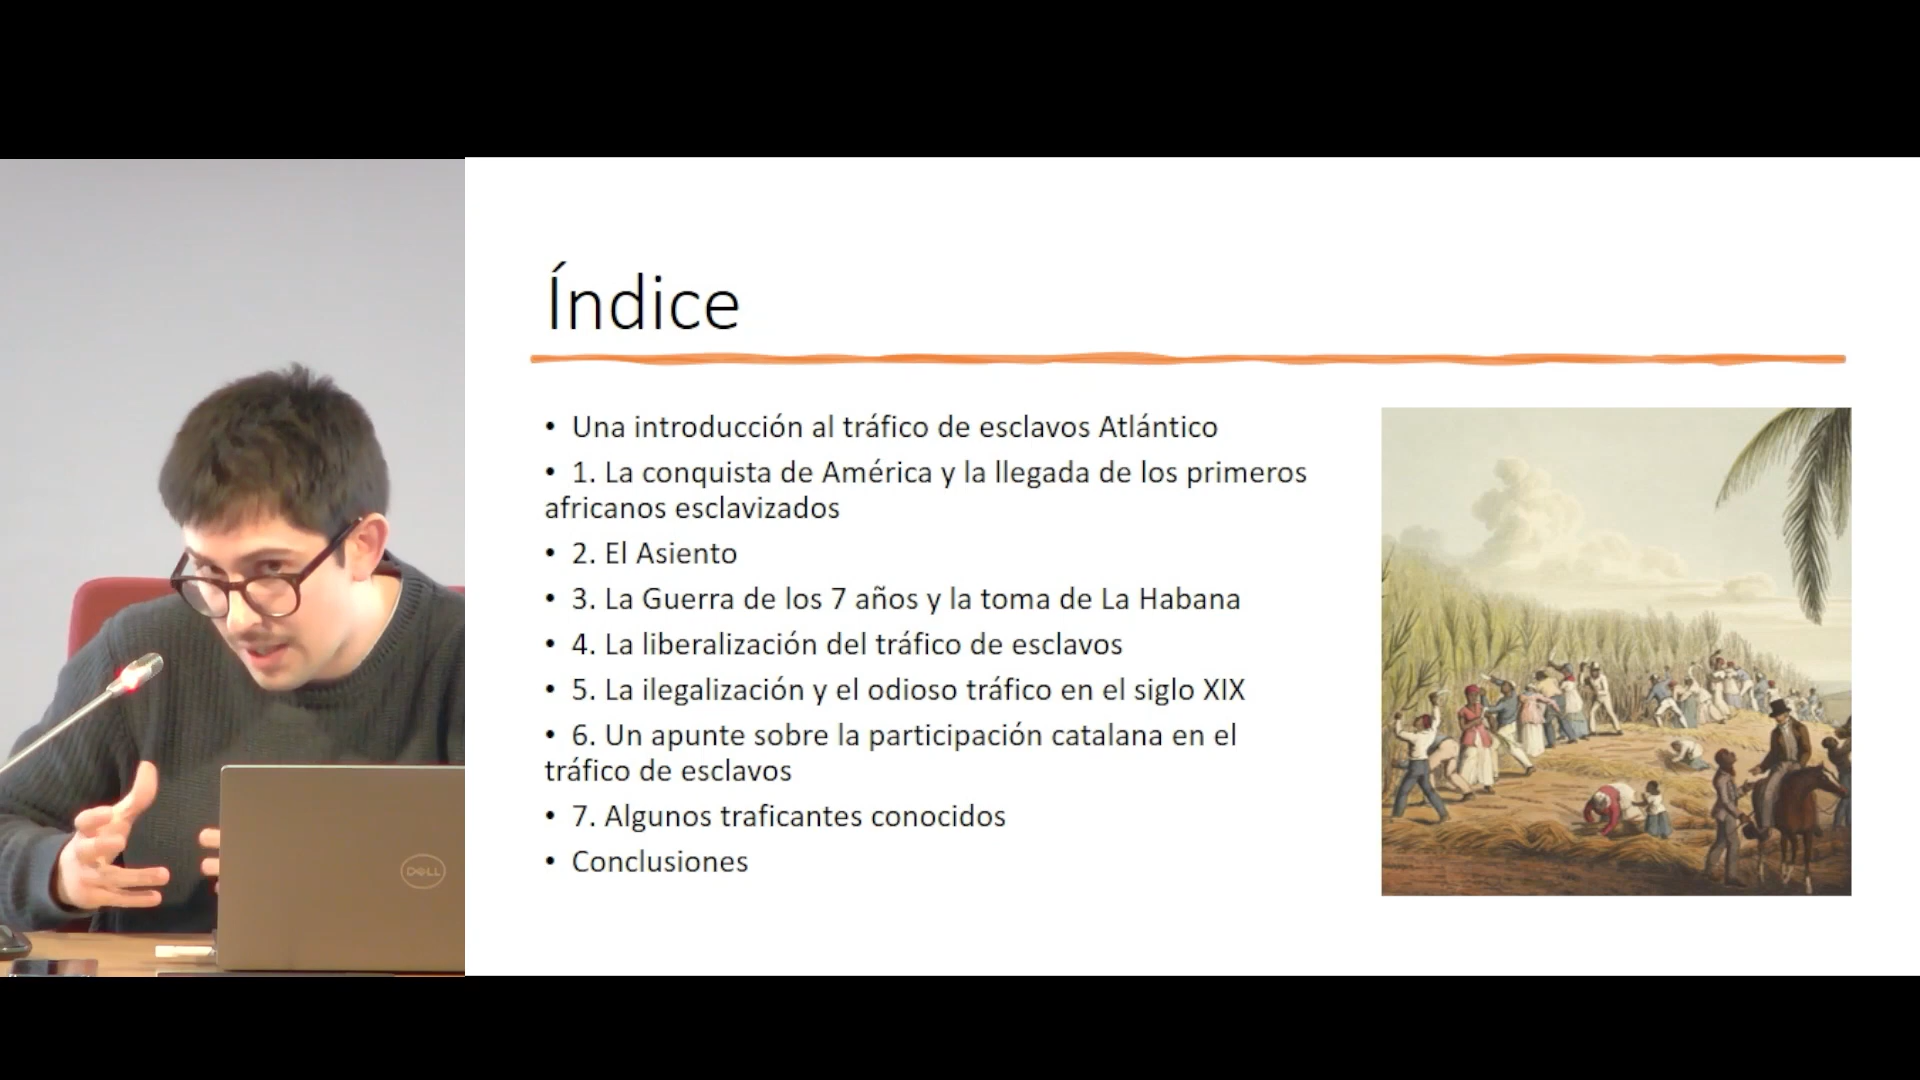 Índice
• Una introducción al tráfico de esclavos Atlántico
• 1. La conquista de América y la llegada de los primeros
africanos esclavizados
• 2. El Asiento
• 3. La Guerra de los 7 años y la toma de La Habana
• 4. La liberalización del tráfico de esclavos
• 5. La ilegalización y el odioso tráfico en el siglo XIX
• 6. Un apunte sobre la participación catalana en el
tráfico de esclavos
• 7. Algunos traficantes conocidos
• Conclusiones
DELL